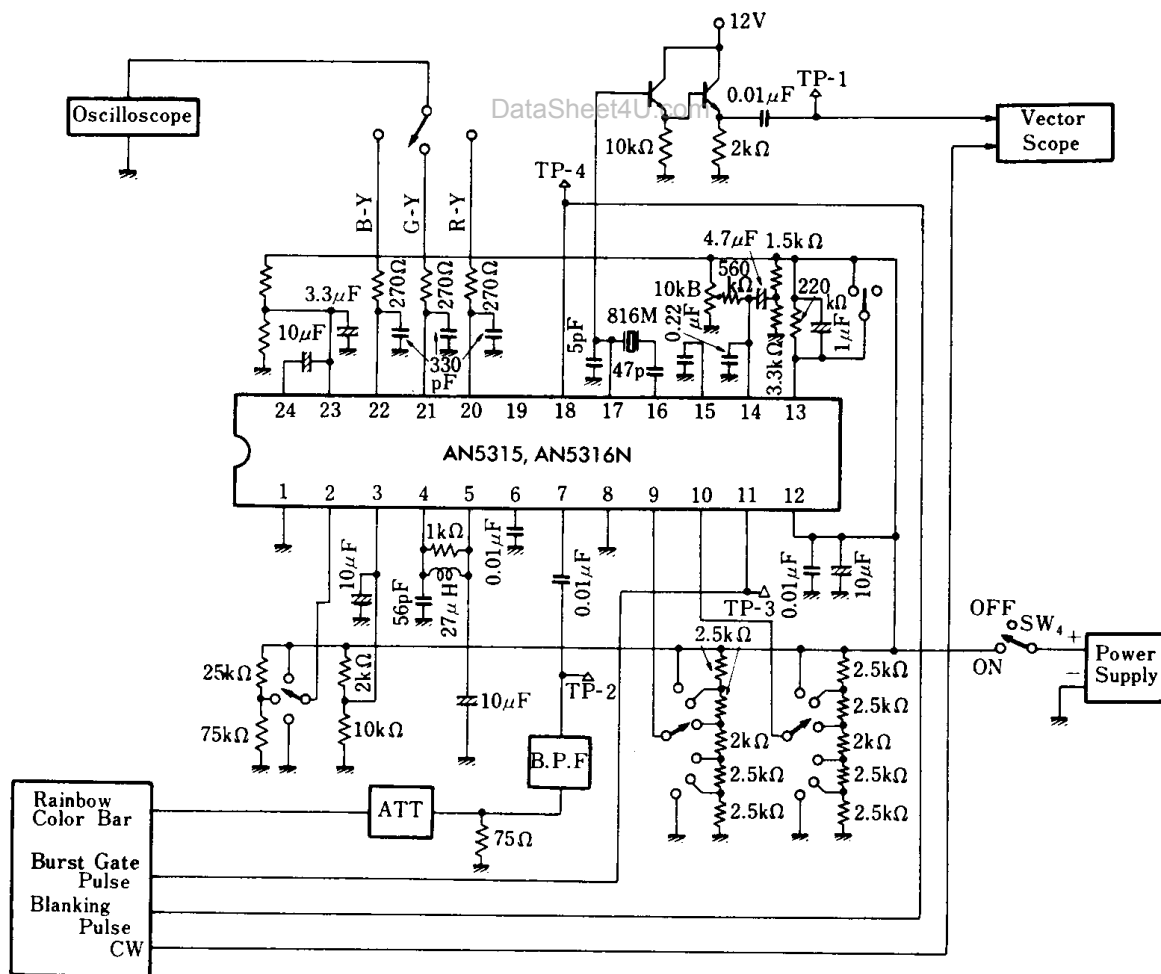 12V
TP-1
0.01μF
DataSheet4U.com
Oscilloscope
Vector
Scope
10kΩ
2kΩ
TP-4
B-Y
G-Y
R-Y
4.7μF
1.5kΩ
3.3μF
270Ω
270Ω
270Ω
560
kΩ
10kB
220
kΩ
10μF
816M
5pF
0.22
μF
1μF
330
pF
47p
3.3kΩ
24 23 22 21 20 19 18 17 16 15 14 13
AN5315, AN5316N
1 2 3 4 5 6 7 8 9 10 11 12
1kΩ
0.01μF
10μF
0.01μF
56pF
27μH
0.01μF
10μF
TP-3
OFF
SW4
ON
+
−
Power
Supply
2.5kΩ
25kΩ
2kΩ
TP-2
10μF
75kΩ
10kΩ
B.P.F
2kΩ
2.5kΩ
2.5kΩ
2.5kΩ
2.5kΩ
2kΩ
2.5kΩ
2.5kΩ
Rainbow
Color Bar
ATT
75Ω
Burst Gate
Pulse
Blanking
Pulse
CW